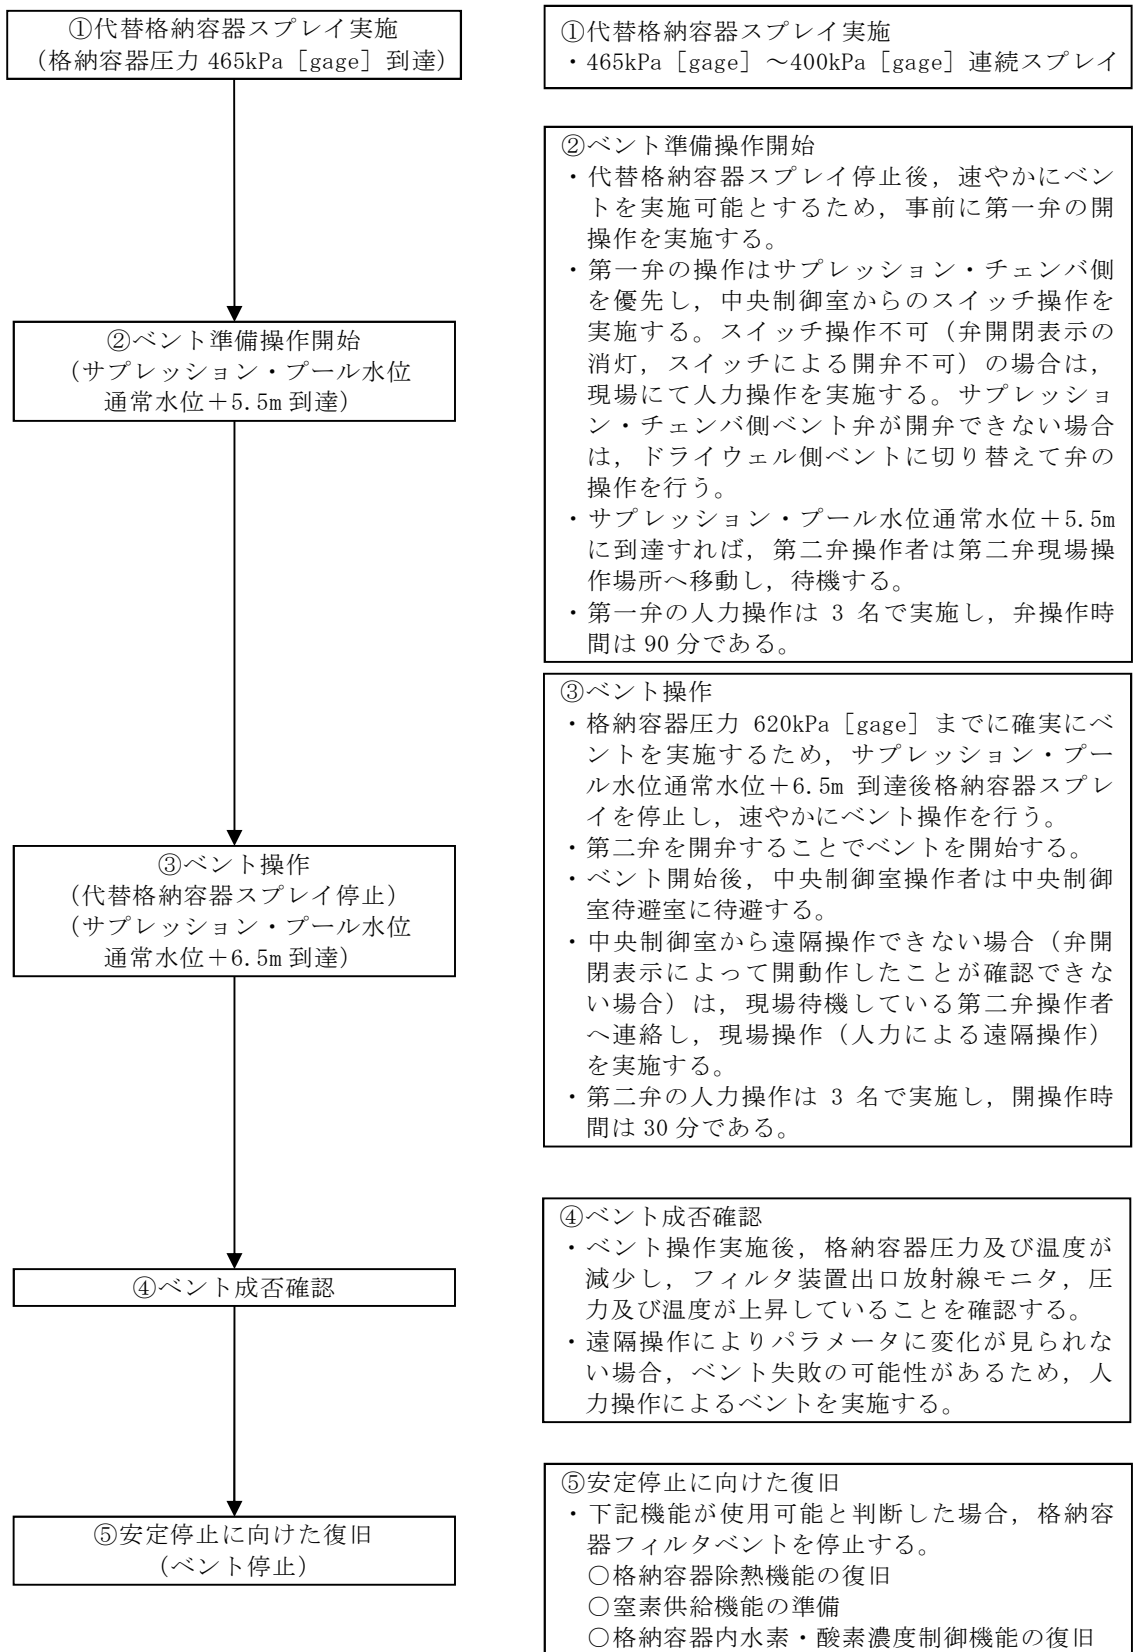 ①代替格納容器スプレイ実施
(格納容器圧力 465kPa［gage］到達)
②ベント準備操作開始
(サプレッション・プール水位
通常水位＋5.5m 到達)
③ベント操作
(代替格納容器スプレイ停止)
(サプレッション・プール水位
通常水位＋6.5m 到達)
④ベント成否確認
⑤安定停止に向けた復旧
(ベント停止)
①代替格納容器スプレイ実施
・465kPa［gage］～400kPa［gage］連続スプレイ
②ベント準備操作開始
・代替格納容器スプレイ停止後，速やかにベン
トを実施可能とするため，事前に第一弁の開
操作を実施する。
・第一弁の操作はサプレッション・チェンバ側
を優先し，中央制御室からのスイッチ操作を
実施する。スイッチ操作不可（弁開閉表示の
消灯，スイッチによる開弁不可）の場合は，
現場にて人力操作を実施する。サプレッショ
ン・チェンバ側ベント弁が開弁できない場合
は，ドライウェル側ベントに切り替えて弁の
操作を行う。
・サプレッション・プール水位通常水位＋5.5m
に到達すれば，第二弁操作者は第二弁現場操
作場所へ移動し，待機する。
・第一弁の人力操作は 3 名で実施し，弁操作時
間は 90 分である。
③ベント操作
・格納容器圧力 620kPa［gage］までに確実にベ
ントを実施するため，サプレッション・プー
ル水位通常水位＋6.5m 到達後格納容器スプレ
イを停止し，速やかにベント操作を行う。
・第二弁を開弁することでベントを開始する。
・ベント開始後，中央制御室操作者は中央制御
室待避室に待避する。
・中央制御室から遠隔操作できない場合（弁開
閉表示によって開動作したことが確認できな
い場合）は，現場待機している第二弁操作者
へ連絡し，現場操作（人力による遠隔操作）
を実施する。
・第二弁の人力操作は 3 名で実施し，開操作時
間は 30 分である。
④ベント成否確認
・ベント操作実施後，格納容器圧力及び温度が
減少し，フィルタ装置出口放射線モニタ，圧
力及び温度が上昇していることを確認する。
・遠隔操作によりパラメータに変化が見られな
い場合，ベント失敗の可能性があるため，人
力操作によるベントを実施する。
⑤安定停止に向けた復旧
・下記機能が使用可能と判断した場合，格納容
器フィルタベントを停止する。
○格納容器除熱機能の復旧
○窒素供給機能の準備
○格納容器内水素・酸素濃度制御機能の復旧